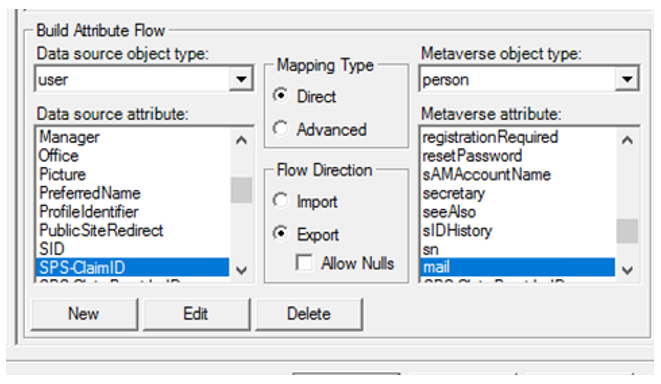 Build Attribute Flow
Data source object type:
user
Data source attribute:
Manager
Office
Picture
PreferredName
ProfileIdentifier
PublicSiteRedirect
SID
SPS-ClaimID
Mapping Type
Direct
Advanced
Flow Direction
Import
Export
Allow Nulls
Metaverse object type:
person
Metaverse attribute:
registrationRequired
resetPassword
sAMAccountName
secretary
seeAlso
sIDHistory
sn
mail
New
Edit
Delete